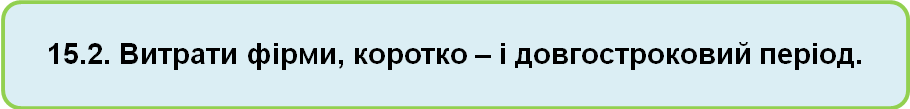 15.2. Витрати фірми, коротко – і довгостроковий період.